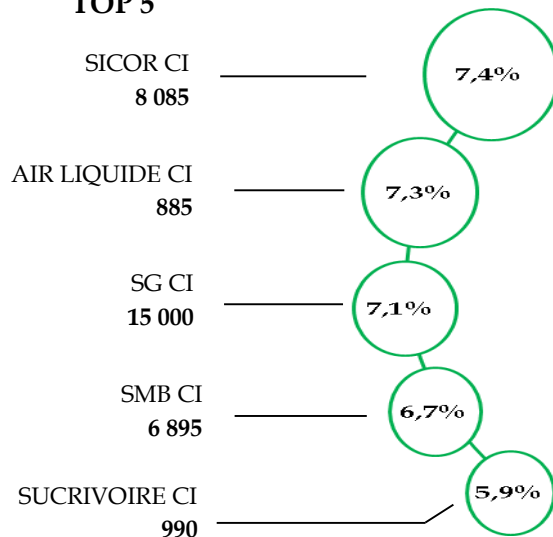 TOP 5
SICOR CI
8 085
7,4%
AIR LIQUIDE CI
885
7,3%
SG CI
15 000
7,1%
SMB CI
6 895
6,7%
SUCRIVOIRE CI
990
5,9%